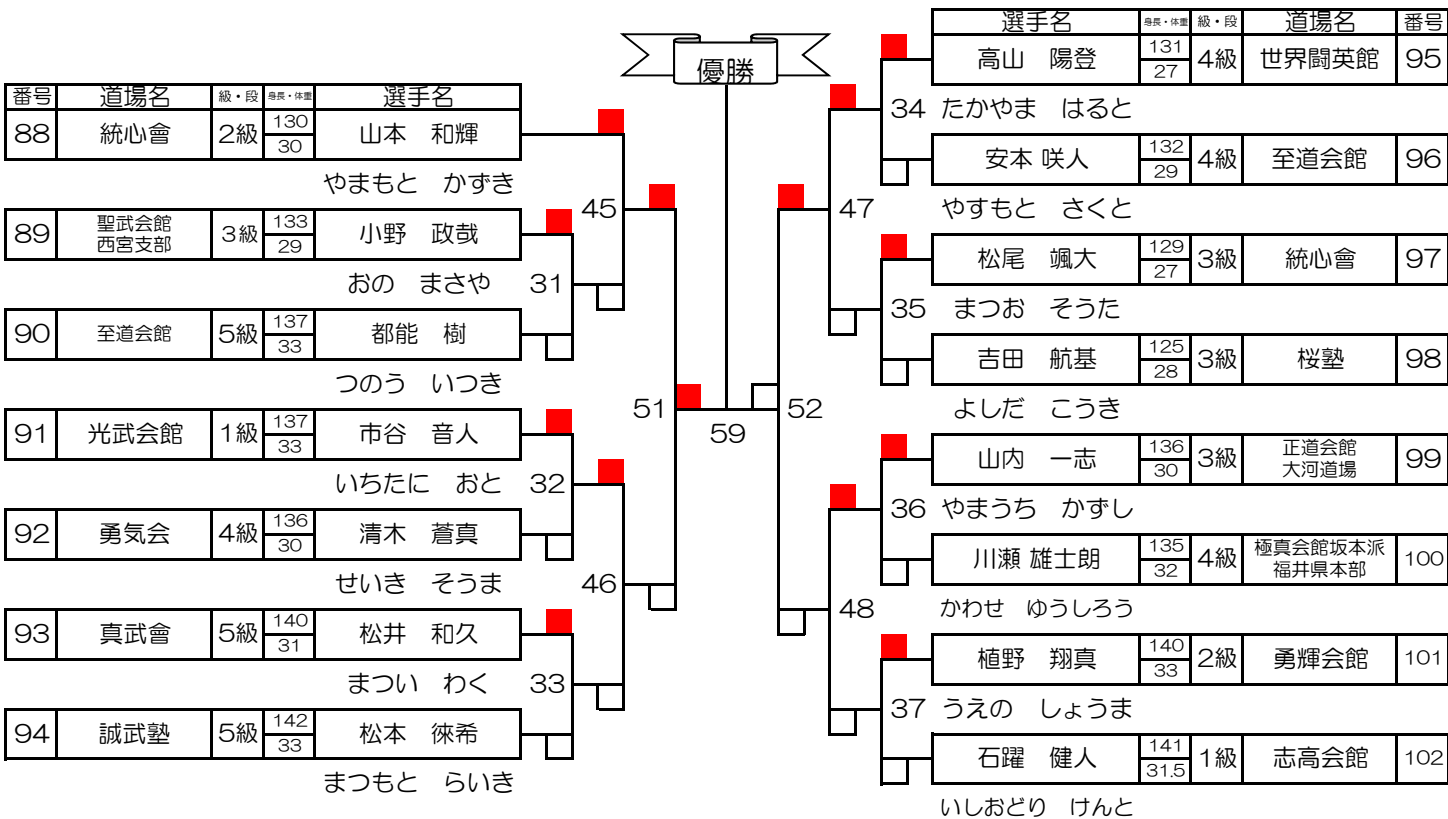 優勝
番号 道場名 級・段 身長・体重 選手名
88 統心會 2級 130 30 山本 和輝
やまもと かずき
45
89 聖武会館 西宮支部 3級 133 29 小野 政哉
おの まさや
31
90 至道会館 5級 137 33 都能 樹
つのう いつき
51
91 光武会館 1級 137 33 市谷 音人
いちたに おと
32
92 勇気会 4級 136 30 清木 蒼真
せいき そうま
46
93 真武會 5級 140 31 松井 和久
まつい わく
33
94 誠武塾 5級 142 33 松本 徠希
まつもと らいき
59
選手名 身長・体重 級・段 道場名 番号
高山 陽登 131 27 4級 世界闘英館 95
34 たかやま はると
安本 咲人 132 29 4級 至道会館 96
47
やすもと さくと
松尾 颯大 129 27 3級 統心會 97
35 まつお そうた
吉田 航基 125 28 3級 桜塾 98
52
よしだ こうき
山内 一志 136 30 3級 正道会館 大河道場 99
36 やまうち かずし
川瀬 雄士朗 135 32 4級 極真会館坂本派 福井県本部 100
48
かわせ ゆうしろう
植野 翔真 140 33 2級 勇輝会館 101
37 うえの しょうま
石躍 健人 141 31.5 1級 志高会館 102
いしおどり けんと